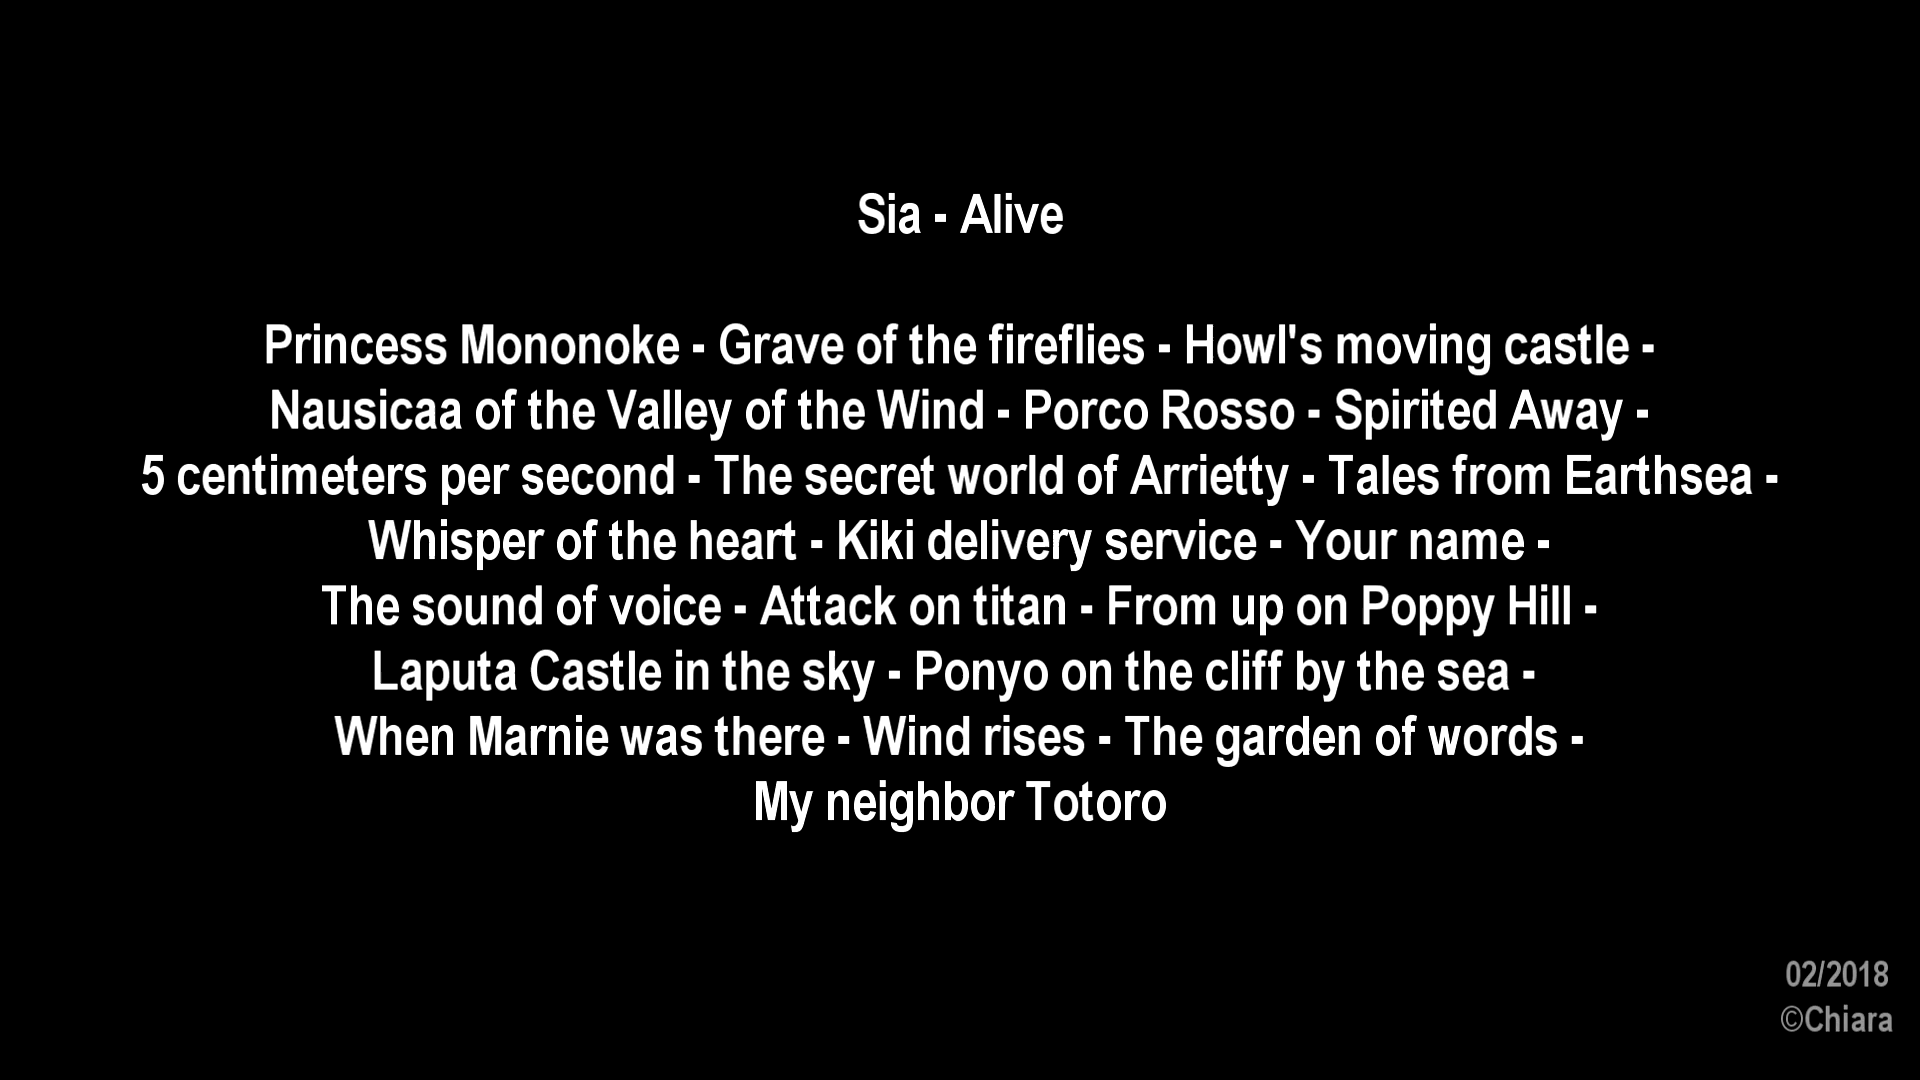 Sia - Alive
Princess Mononoke - Grave of the fireflies - Howl's moving castle -
Nausicaa of the Valley of the Wind - Porco Rosso - Spirited Away -
5 centimeters per second - The secret world of Arrietty - Tales from Earthsea -
Whisper of the heart - Kiki delivery service - Your name -
The sound of voice - Attack on titan - From up on Poppy Hill -
Laputa Castle in the sky - Ponyo on the cliff by the sea -
When Marnie was there - Wind rises - The garden of words -
My neighbor Totoro
02/2018
©Chiara